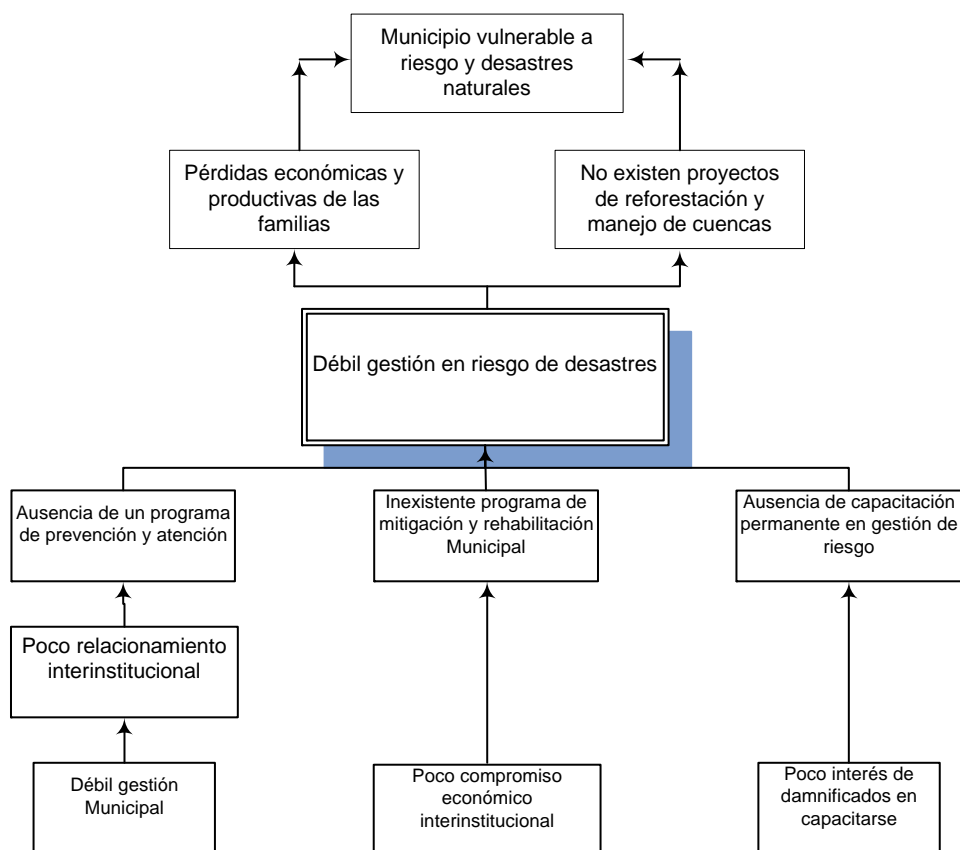 Municipio vulnerable a
riesgo y desastres
naturales
Pérdidas económicas y
productivas de las
familias
No existen proyectos
de reforestación y
manejo de cuencas
Débil gestión en riesgo de desastres
Ausencia de un programa
de prevención y atención
Inexistente programa de
mitigación y rehabilitación
Municipal
Ausencia de capacitación
permanente en gestión de
riesgo
Poco relacionamiento
interinstitucional
Débil gestión
Municipal
Poco compromiso
económico
interinstitucional
Poco interés de
damnificados en
capacitarse